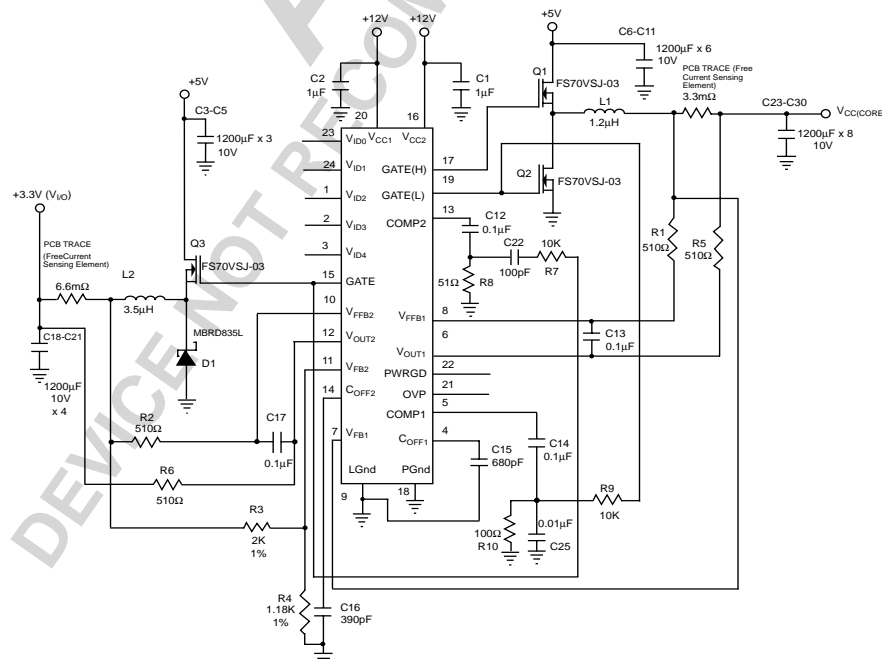 DEVICE NOT RECOM
A
+12V
+12V
+5V
C6-C11
1200μF x 6
10V
PCB TRACE (Free
Current Sensing
Element)
3.3mΩ
C2
1μF
C1
1μF
Q1
FS70VSJ-03
L1
1.2μH
C23-C30
VCC(CORE
1200μF x 8
10V
+5V
C3-C5
1200μF x 3
10V
20
16
VCC1
VCC2
23
VID0
24
VID1
1
VID2
2
VID3
3
VID4
15
GATE
10
VFFB2
12
VOUT2
11
VFB2
14
COFF2
7
VFB1
LGnd
9
PGnd
18
GATE(H)
17
GATE(L)
19
COMP2
13
VFFB1
8
6
VOUT1
PWRGD
22
OVP
21
COMP1
5
COFF1
4
Q2
FS70VSJ-03
C12
0.1μF
C22
100pF
10K
R7
51Ω
R8
R1
510Ω
R5
510Ω
C13
0.1μF
+3.3V (VI/O)
PCB TRACE
(FreeCurrent
Sensing Element)
6.6mΩ
L2
3.5μH
Q3
FS70VSJ-03
MBRD835L
D1
C18-C21
1200μF
10V
x 4
R2
510Ω
C17
0.1μF
R6
510Ω
R3
2K
1%
R4
1.18K
1%
C16
390pF
C15
680pF
C14
0.1μF
R9
10K
100Ω
R10
0.01μF
C25